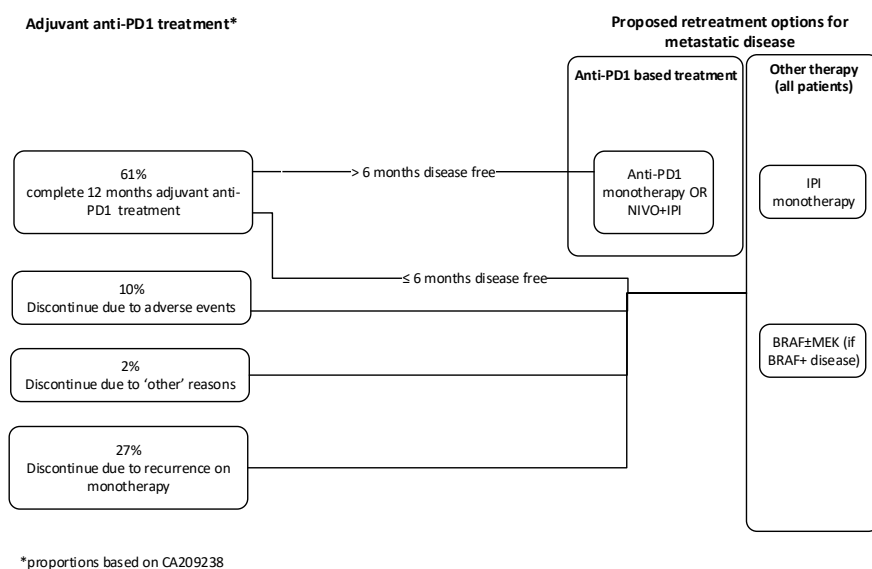 Adjuvant anti-PD1 treatment*
Proposed retreatment options for
metastatic disease
Anti-PD1 based treatment
Other therapy
(all patients)
61%
complete 12 months adjuvant anti-
PD1 treatment
> 6 months disease free
Anti-PD1
monotherapy OR
NIVO+IPI
IPI
monotherapy
≤ 6 months disease free
10%
Discontinue due to adverse events
2%
Discontinue due to ‘other’ reasons
BRAF±MEK (if
BRAF+ disease)
27%
Discontinue due to recurrence on
monotherapy
*proportions based on CA209238